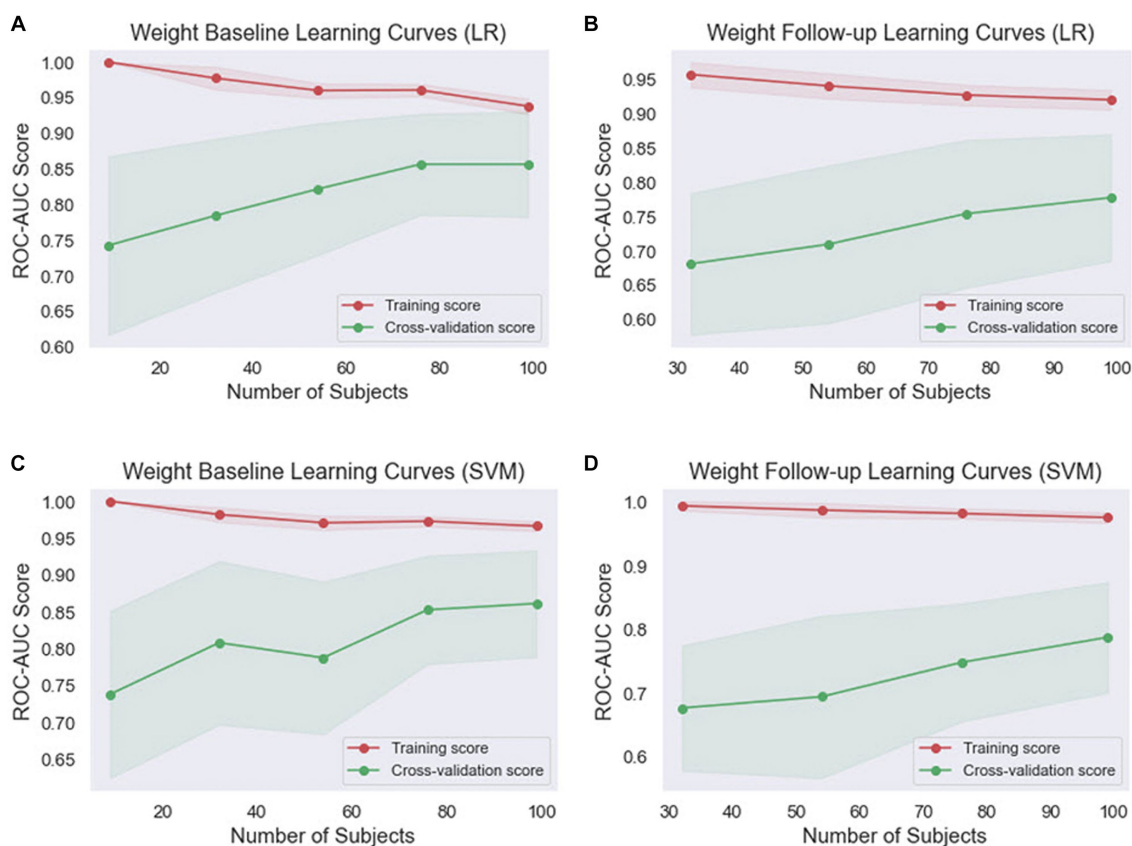 A
Weight Baseline Learning Curves (LR)
1.00
0.95
0.90
0.85
0.80
0.75
0.70
0.65
0.60
ROC-AUC Score
Training score
Cross-validation score
20 40 60 80 100
Number of Subjects
B
Weight Follow-up Learning Curves (LR)
0.95
0.90
0.85
0.80
0.75
0.70
0.65
0.60
ROC-AUC Score
Training score
Cross-validation score
30 40 50 60 70 80 90 100
Number of Subjects
C
Weight Baseline Learning Curves (SVM)
1.00
0.95
0.90
0.85
0.80
0.75
0.70
0.65
ROC-AUC Score
Training score
Cross-validation score
20 40 60 80 100
Number of Subjects
D
Weight Follow-up Learning Curves (SVM)
1.0
0.9
0.8
0.7
0.6
ROC-AUC Score
Training score
Cross-validation score
30 40 50 60 70 80 90 100
Number of Subjects